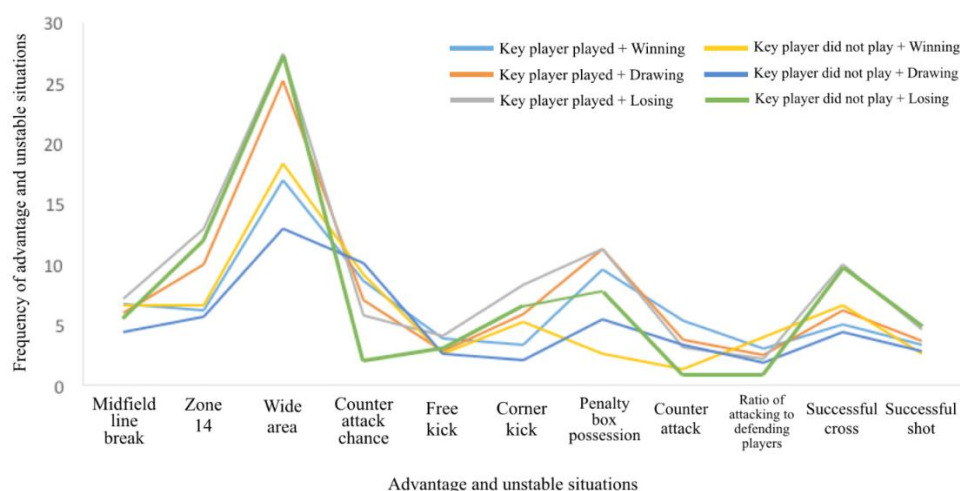 Frequency of advantage and unstable situations
30
25
20
15
10
5
0
Key player played + Winning
Key player played + Drawing
Key player played + Losing
Key player did not play + Winning
Key player did not play + Drawing
Key player did not play + Losing
Midfield
line
break
Zone
14
Wide
area
Counter
attack
chance
Free
kick
Corner
kick
Penalty
box
possession
Counter
attack
Ratio of
attacking to
defending
players
Successful
cross
Successful
shot
Advantage and unstable situations